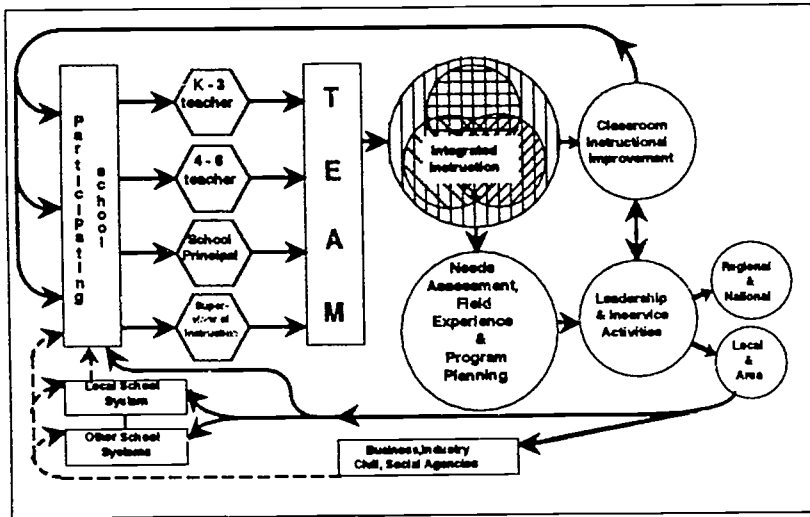 participating
school
K - 3
teacher
4 - 6
teacher
School
Principal
Super-
visor of
Instruction
T
E
A
M
Integrated
Instruction
Classroom
Instructional
Improvement
Needs
Assessment,
Field
Experience
&
Program
Planning
Leadership
& Inservice
Activities
Regional
&
National
Local
&
Area
Local School
System
Other School
Systems
Business,Industry
Civil, Social Agencies